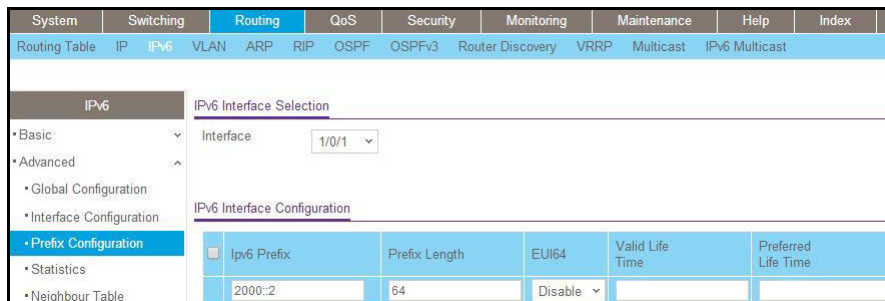 System Switching Routing QoS Security Monitoring Maintenance Help Index
Routing Table IP IPv6 VLAN ARP RIP OSPF OSPFv3 Router Discovery VRRP Multicast IPv6 Multicast
IPv6
Basic
Advanced
Global Configuration
Interface Configuration
Prefix Configuration
Statistics
Neighbour Table
IPv6 Interface Selection
Interface 1/0/1
IPv6 Interface Configuration
Ipv6 Prefix Prefix Length EUI64 Valid Life Time Preferred Life Time
2000::2 64 Disable